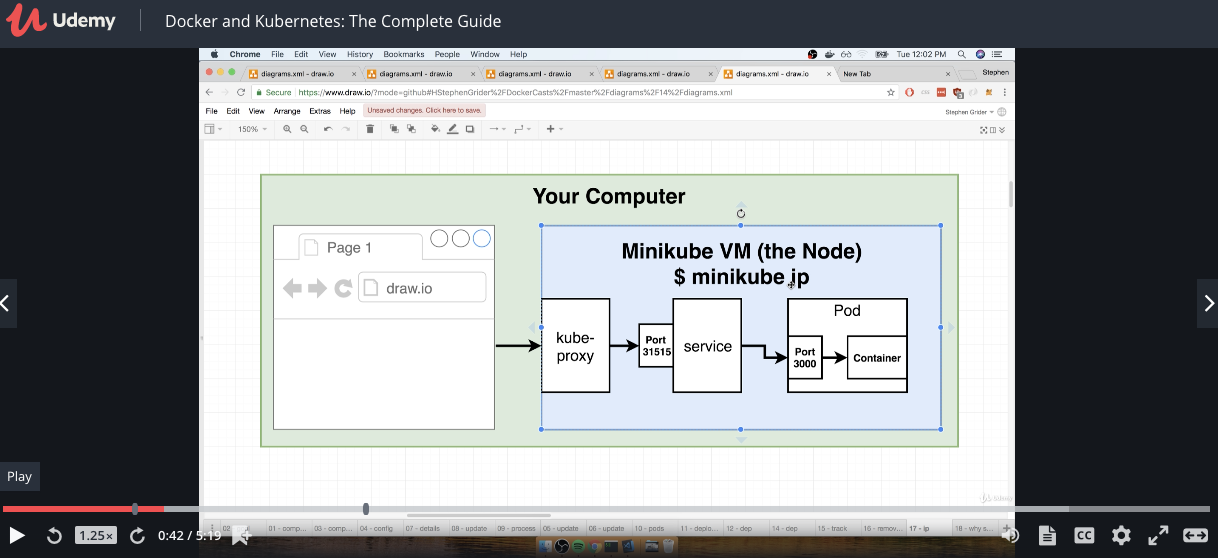 Udemy
Docker and Kubernetes: The Complete Guide
Chrome File Edit View History Bookmarks People Window Help
Tue 12:02 PM
diagrams.xml - draw.io
diagrams.xml - draw.io
diagrams.xml - draw.io
diagrams.xml - draw.io
diagrams.xml - draw.io
New Tab
Stephen
Secure https://www.draw.io/?mode=github#HStephenGrider%2FDockerCasts%2Fmaster%2Fdiagrams%2F14%2Fdiagrams.xml
File Edit View Arrange Extras Help
Unsaved changes. Click here to save.
Stephen Grider
150%
Your Computer
Page 1
draw.io
Minikube VM (the Node)
$ minikube ip
kube-
proxy
Port
31515
service
Pod
Port
3000
Container
Play
Udemy
01 - comp...
03 - comp...
04 - config
07 - details
08 - update
09 - process
05 - update
06 - update
10 - pods
11 - deplo...
12 - dep
14 - dep
15 - track
16 - remov...
17 - ip
18 - why s...
1.25x
0:42 / 5:19
CC